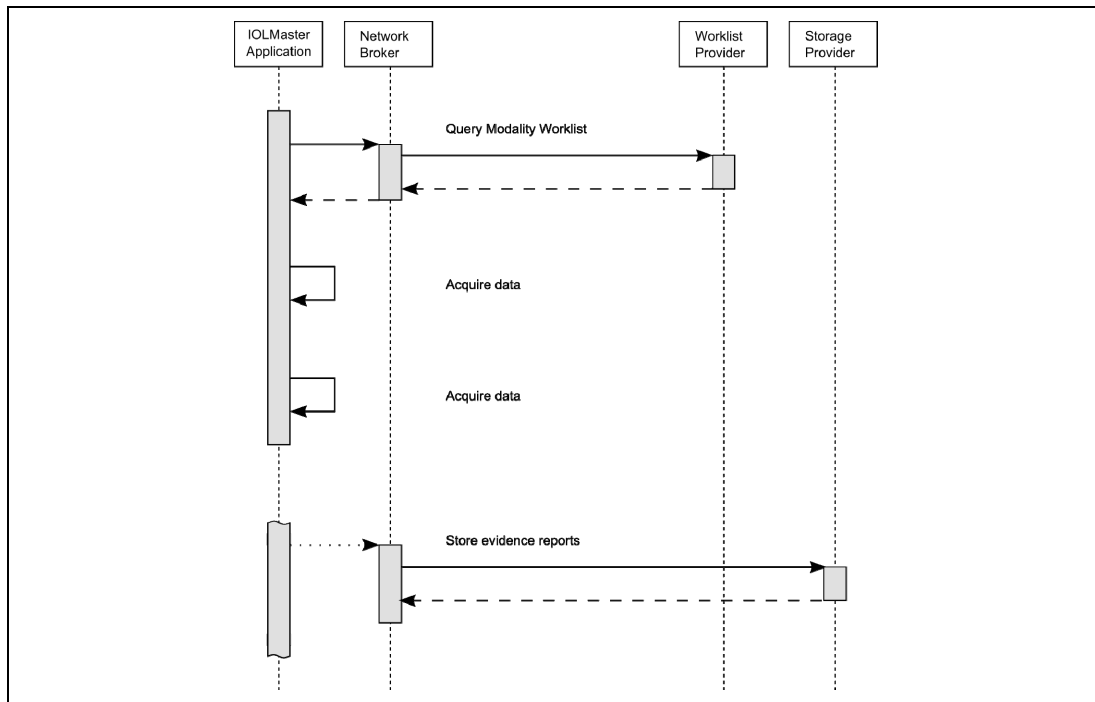 IOLMaster
Application
Network
Broker
Worklist
Provider
Storage
Provider
Query Modality Worklist
Acquire data
Acquire data
Store evidence reports